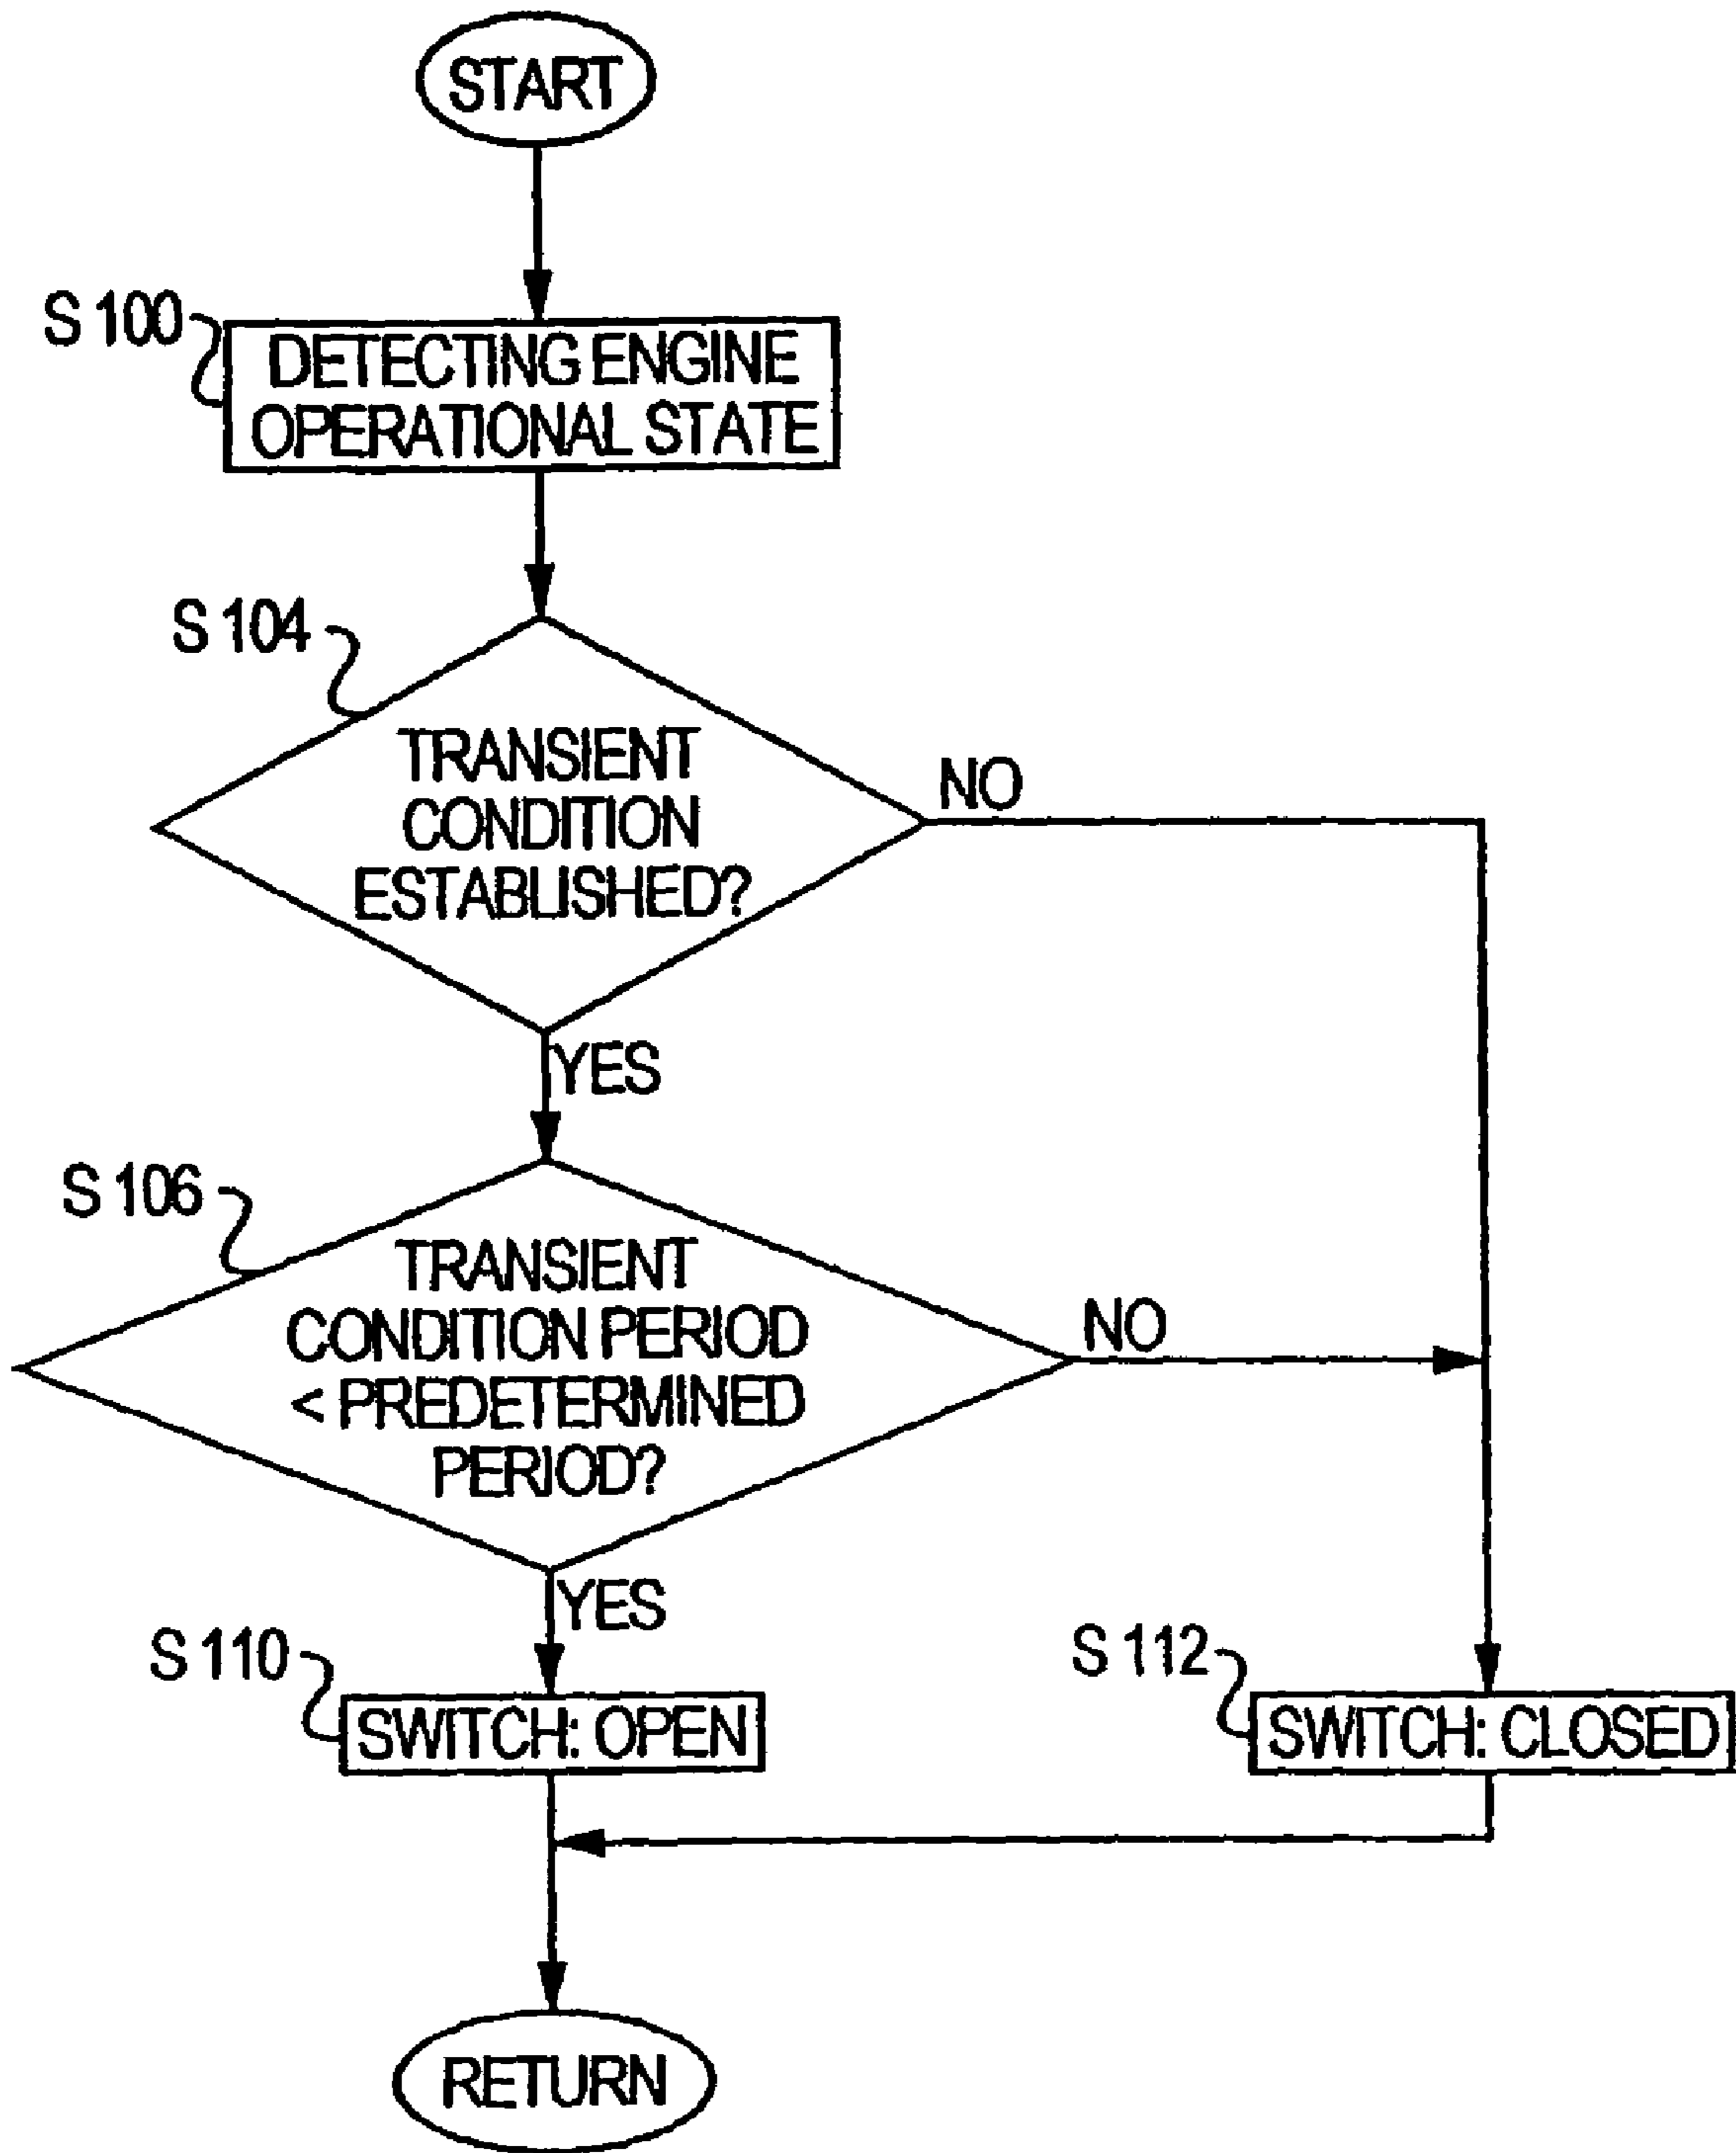 START
S 100
DETECTING ENGINE
OPERATIONAL STATE
S 104
TRANSIENT
CONDITION
ESTABLISHED?
NO
YES
S 106
TRANSIENT
CONDITION PERIOD
< PREDETERMINED
PERIOD?
NO
YES
S 110
SWITCH: OPEN
S 112
SWITCH: CLOSED
RETURN